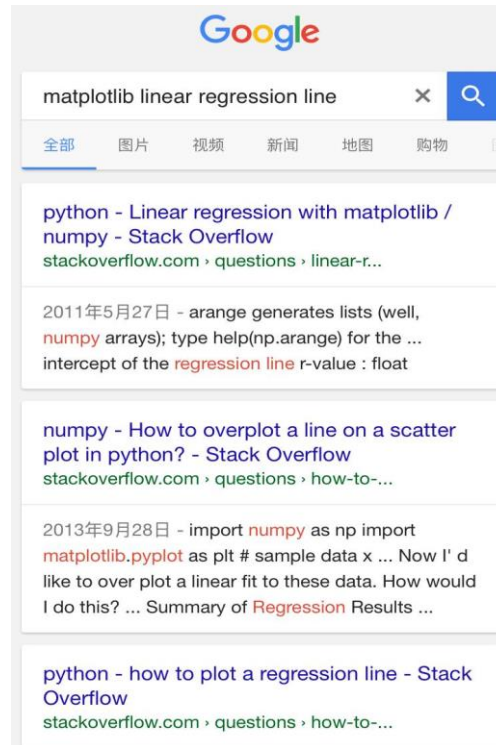 Google
matplotlib linear regression line
全部 图片 视频 新闻 地图 购物
python - Linear regression with matplotlib /
numpy - Stack Overflow
stackoverflow.com › questions › linear-r...
2011年5月27日 - arange generates lists (well,
numpy arrays); type help(np.arange) for the ...
intercept of the regression line r-value : float
numpy - How to overplot a line on a scatter
plot in python? - Stack Overflow
stackoverflow.com › questions › how-to-...
2013年9月28日 - import numpy as np import
matplotlib.pyplot as plt # sample data x ... Now I' d
like to over plot a linear fit to these data. How would
I do this? ... Summary of Regression Results ...
python - how to plot a regression line - Stack
Overflow
stackoverflow.com › questions › how-to-...